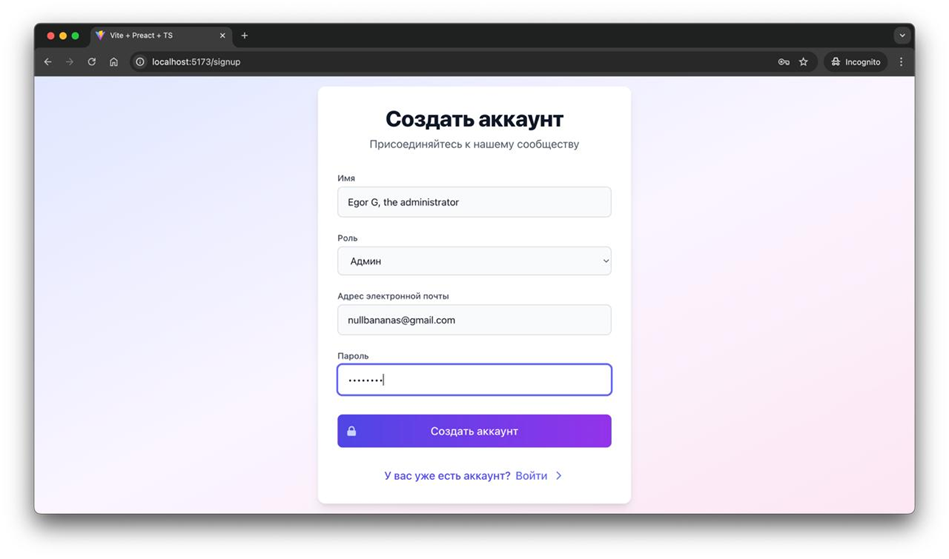 Vite + Preact + TS
localhost:5173/signup
Incognito
Создать аккаунт
Присоединяйтесь к нашему сообществу
Имя
Egor G, the administrator
Роль
Админ
Адрес электронной почты
nullbananas@gmail.com
Пароль
••••••••
Создать аккаунт
У вас уже есть аккаунт? Войти